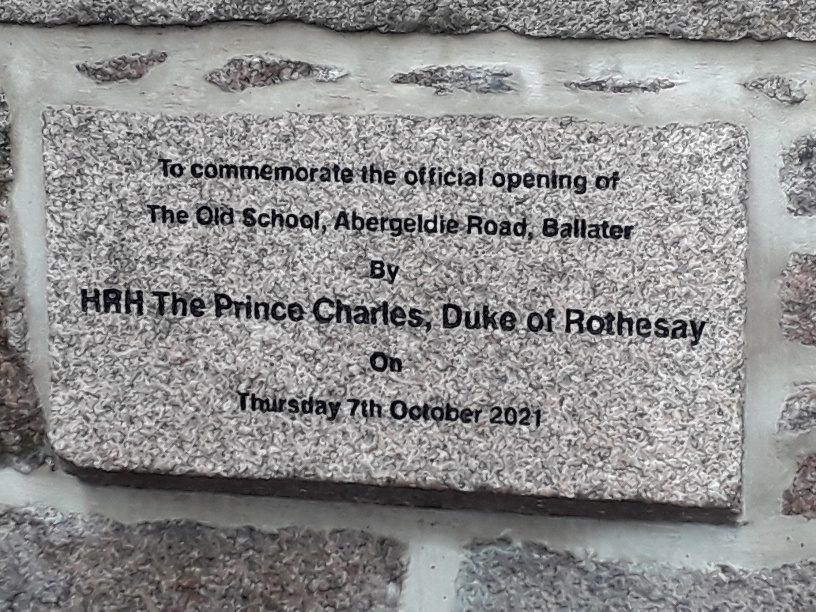 To commemorate the official opening of
The Old School, Abergeldie Road, Ballater
By
HRH The Prince Charles, Duke of Rothesay
On
Thursday 7th October 2021